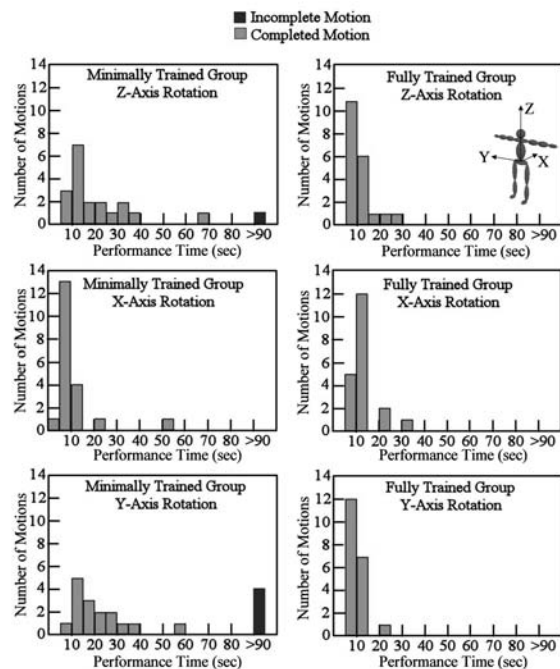 Incomplete Motion
Completed Motion
Minimally Trained Group
Z-Axis Rotation
Number of Motions
14
12
10
8
6
4
2
0
10 20 30 40 50 60 70 80 >90
Performance Time (sec)
Fully Trained Group
Z-Axis Rotation
Z
Y
X
Number of Motions
14
12
10
8
6
4
2
0
10 20 30 40 50 60 70 80 >90
Performance Time (sec)
Minimally Trained Group
X-Axis Rotation
Number of Motions
14
12
10
8
6
4
2
0
10 20 30 40 50 60 70 80 >90
Performance Time (sec)
Fully Trained Group
X-Axis Rotation
Number of Motions
14
12
10
8
6
4
2
0
10 20 30 40 50 60 70 80 >90
Performance Time (sec)
Minimally Trained Group
Y-Axis Rotation
Number of Motions
14
12
10
8
6
4
2
0
10 20 30 40 50 60 70 80 >90
Performance Time (sec)
Fully Trained Group
Y-Axis Rotation
Number of Motions
14
12
10
8
6
4
2
0
10 20 30 40 50 60 70 80 >90
Performance Time (sec)